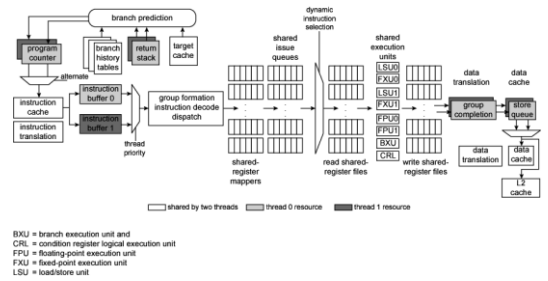 branch prediction
program
counter
branch
history
tables
return
stack
target
cache
alternate
instruction
cache
instruction
translation
instruction
buffer 0
instruction
buffer 1
thread
priority
group formation
instruction decode
dispatch
shared-
register
mappers
shared
issue
queues
dynamic
instruction
selection
read shared-
register files
shared
execution
units
LSU0
FXU0
LSU1
FXU1
FPU0
FPU1
BXU
CRL
write shared-
register files
data
translation
group
completion
data
cache
store
queue
data
translation
data
cache
L2
cache
shared by two threads
thread 0 resource
thread 1 resource
BXU = branch execution unit and
CRL = condition register logical execution unit
FPU = floating-point execution unit
FXU = fixed-point execution unit
LSU = load/store unit